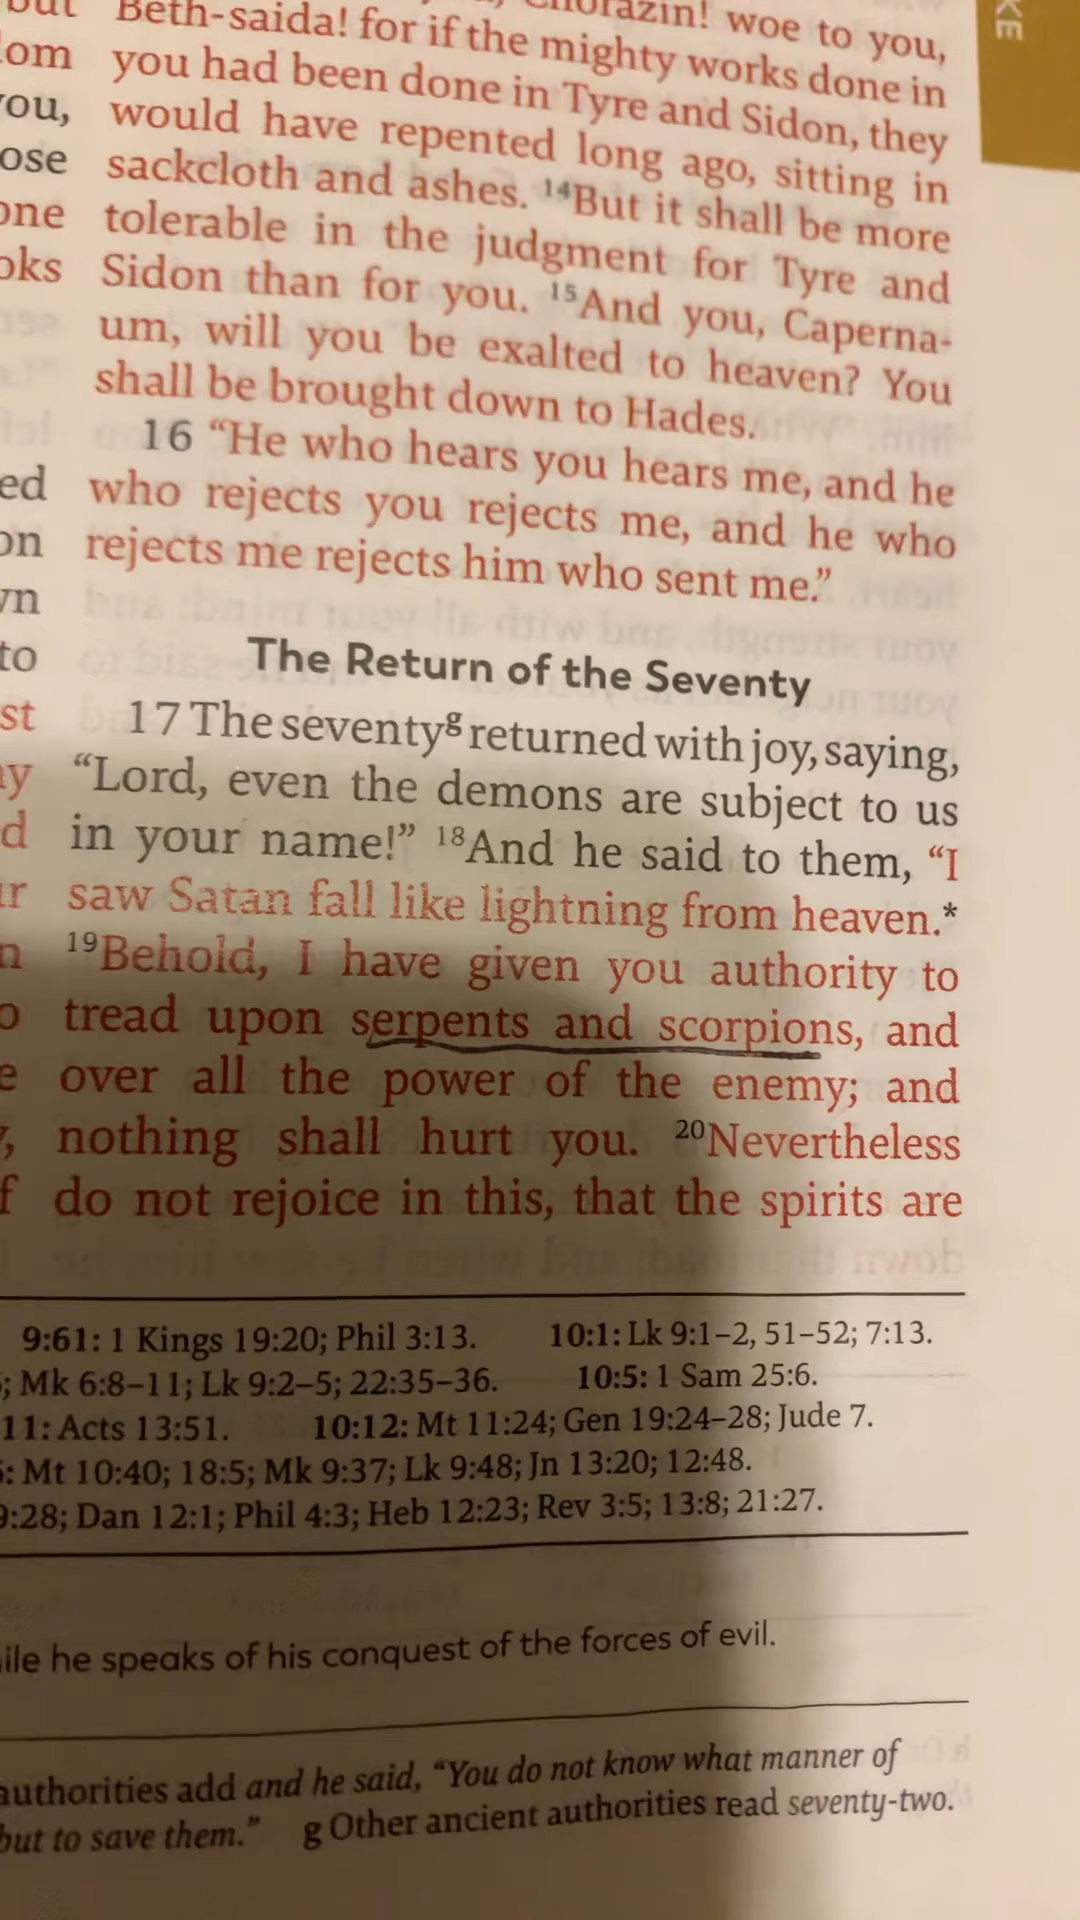 KE
Beth-saida! for if the mighty works done in
you had been done in Tyre and Sidon, they
would have repented long ago, sitting in
sackcloth and ashes. ¹⁴But it shall be more
tolerable in the judgment for Tyre and
Sidon than for you. ¹⁵And you, Caperna-
um, will you be exalted to heaven? You
shall be brought down to Hades.
16 “He who hears you hears me, and he
who rejects you rejects me, and he who
rejects me rejects him who sent me.”
The Return of the Seventy
17 The seventyᵍ returned with joy, saying,
“Lord, even the demons are subject to us
in your name!” ¹⁸And he said to them, “I
saw Satan fall like lightning from heaven.*
¹⁹Behold, I have given you authority to
tread upon serpents and scorpions, and
over all the power of the enemy; and
nothing shall hurt you. ²⁰Nevertheless
do not rejoice in this, that the spirits are
9:61: 1 Kings 19:20; Phil 3:13. 10:1: Lk 9:1–2, 51–52; 7:13.
; Mk 6:8–11; Lk 9:2–5; 22:35–36. 10:5: 1 Sam 25:6.
11: Acts 13:51. 10:12: Mt 11:24; Gen 19:24–28; Jude 7.
: Mt 10:40; 18:5; Mk 9:37; Lk 9:48; Jn 13:20; 12:48.
9:28; Dan 12:1; Phil 4:3; Heb 12:23; Rev 3:5; 13:8; 21:27.
he speaks of his conquest of the forces of evil.
authorities add and he said, “You do not know what manner of
but to save them.” g Other ancient authorities read seventy-two.